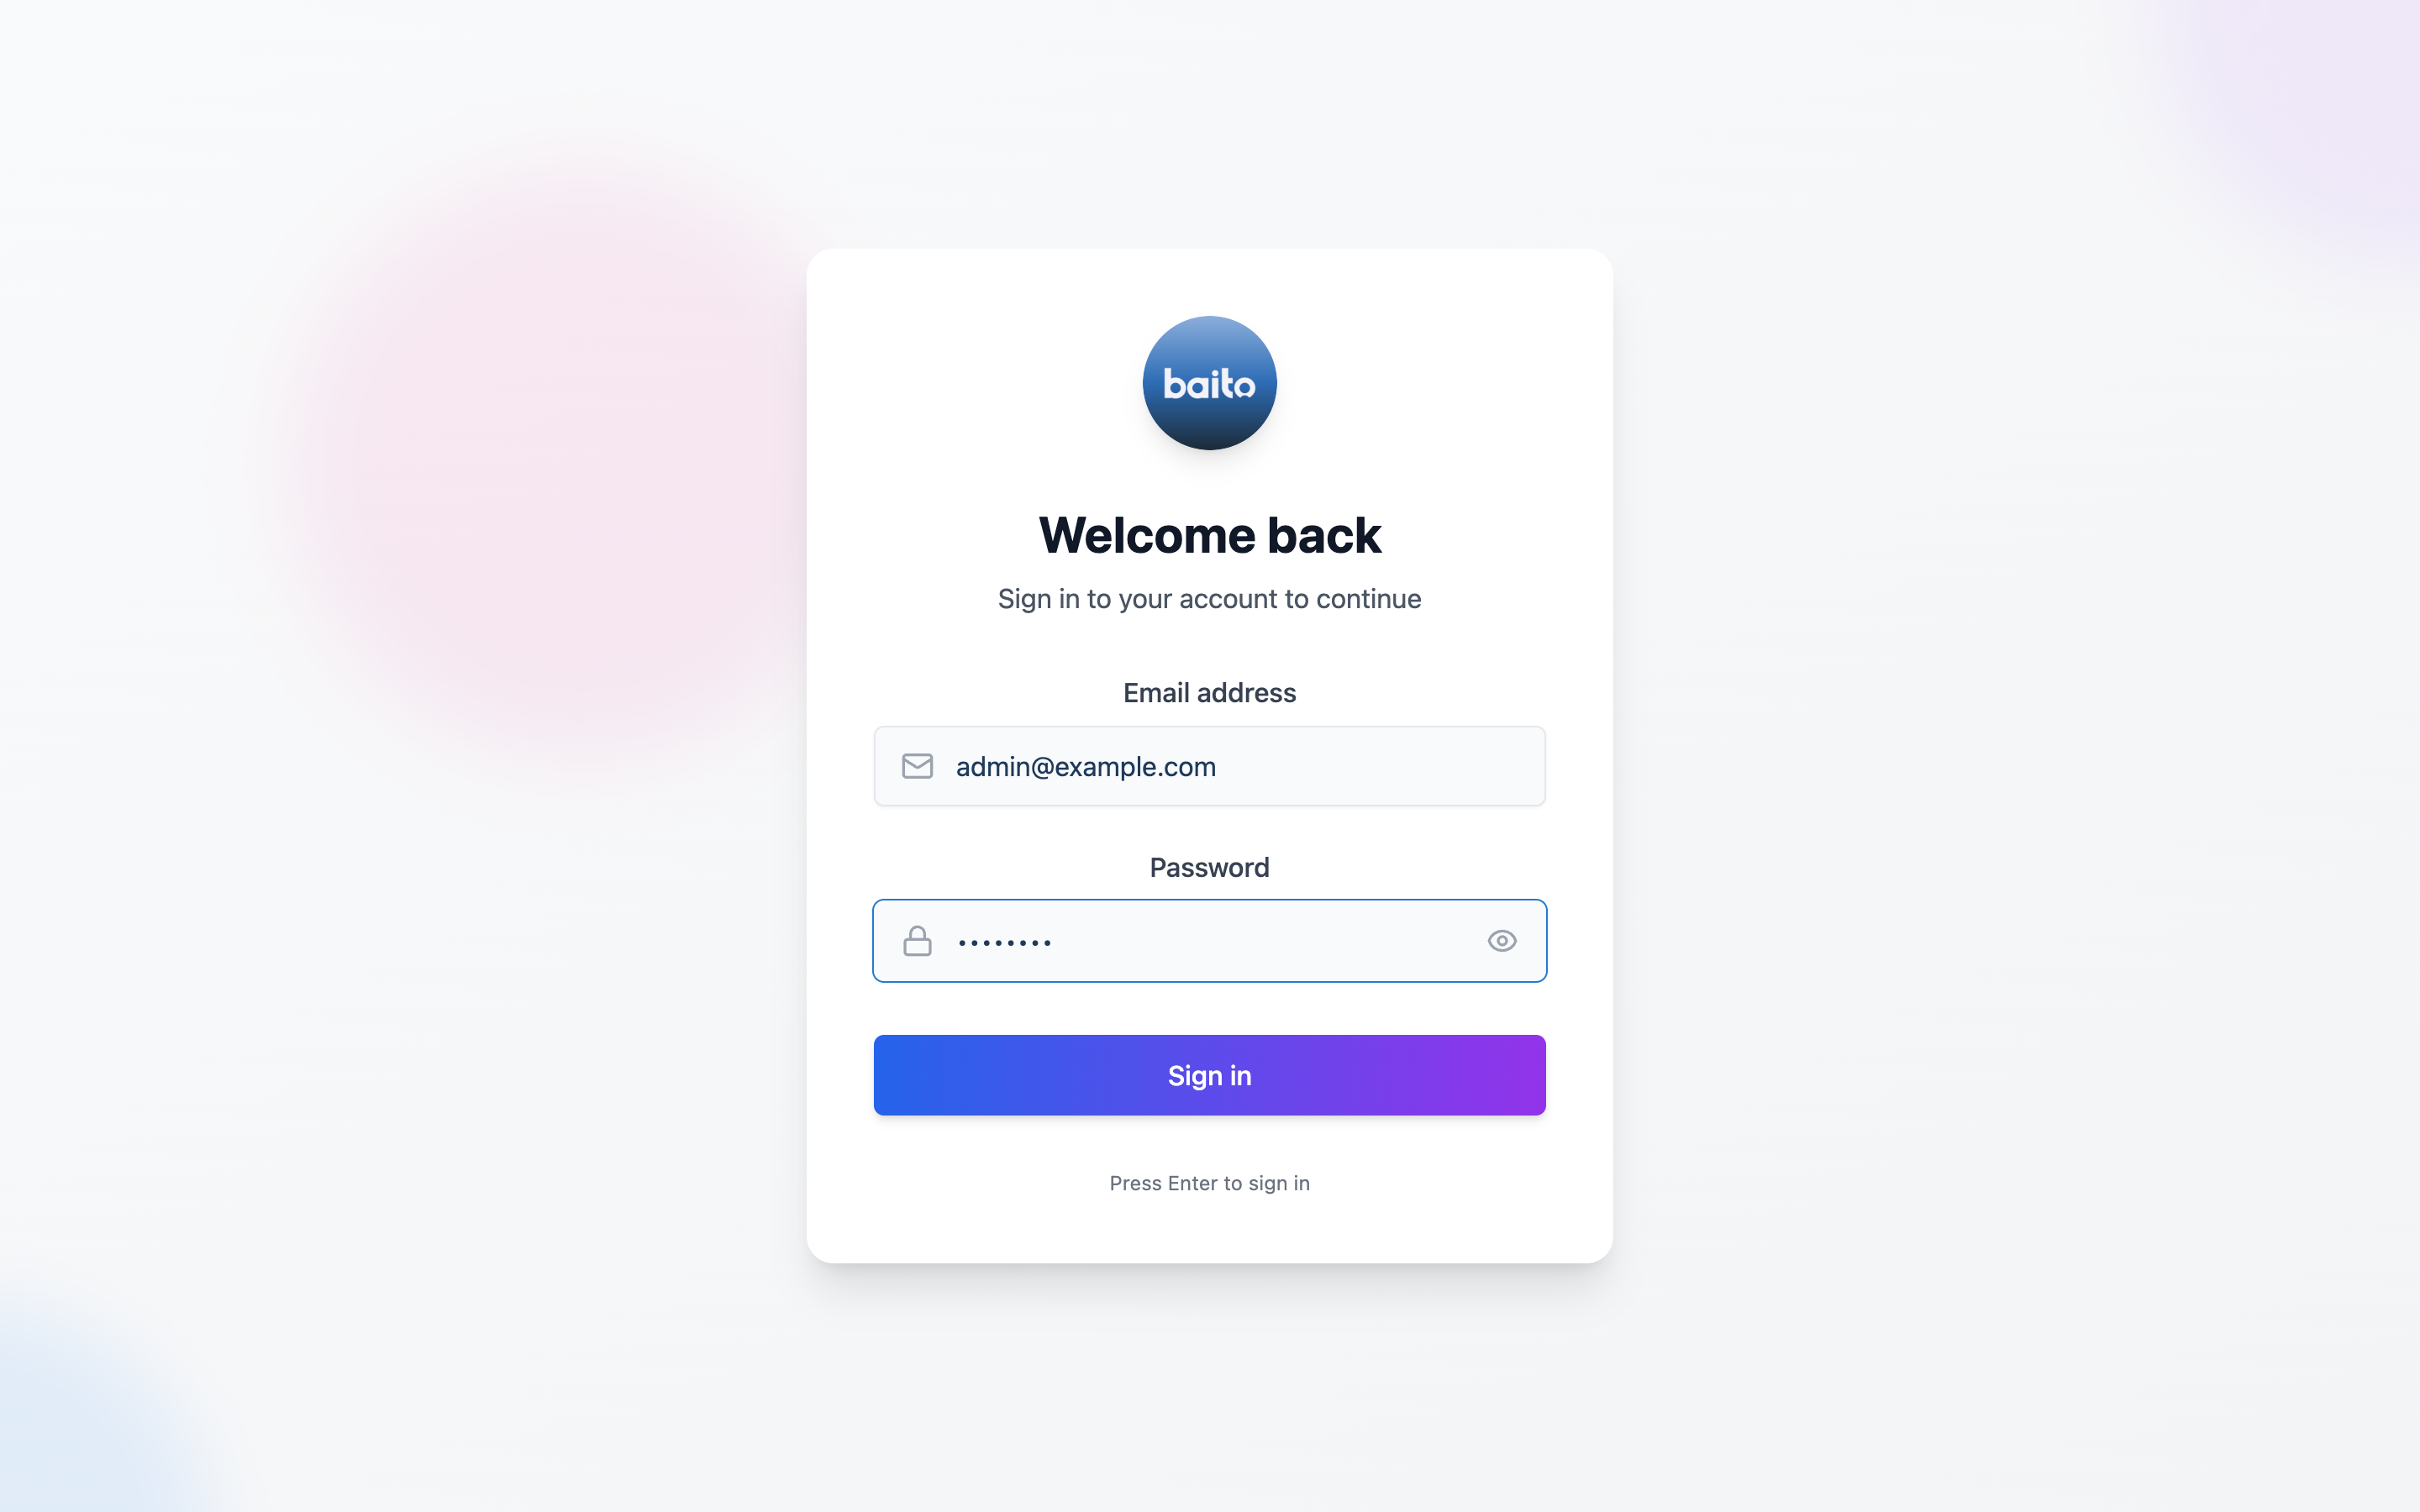 baito
Welcome back
Sign in to your account to continue
Email address
admin@example.com
Password
••••••••
Sign in
Press Enter to sign in